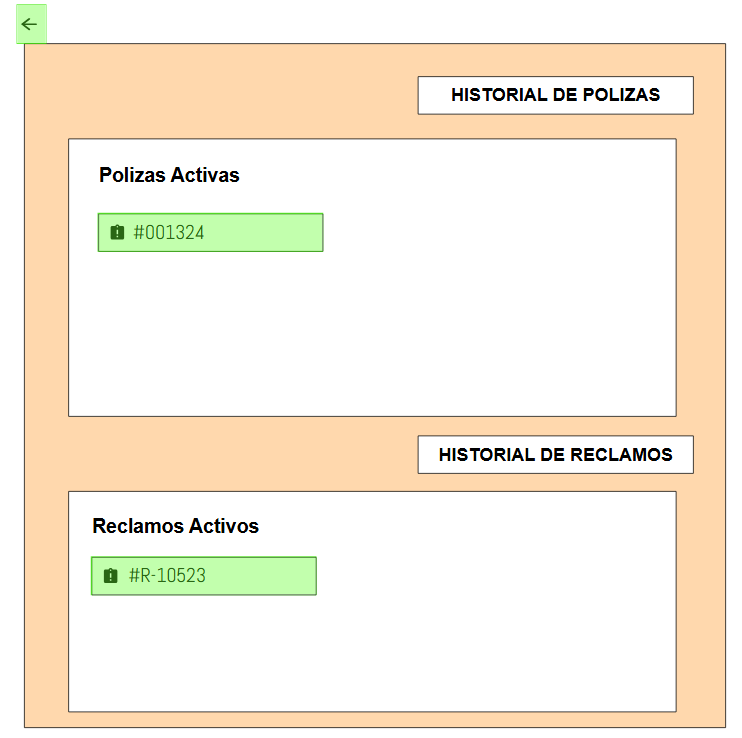 HISTORIAL DE POLIZAS
Polizas Activas
#001324
HISTORIAL DE RECLAMOS
Reclamos Activos
#R-10523